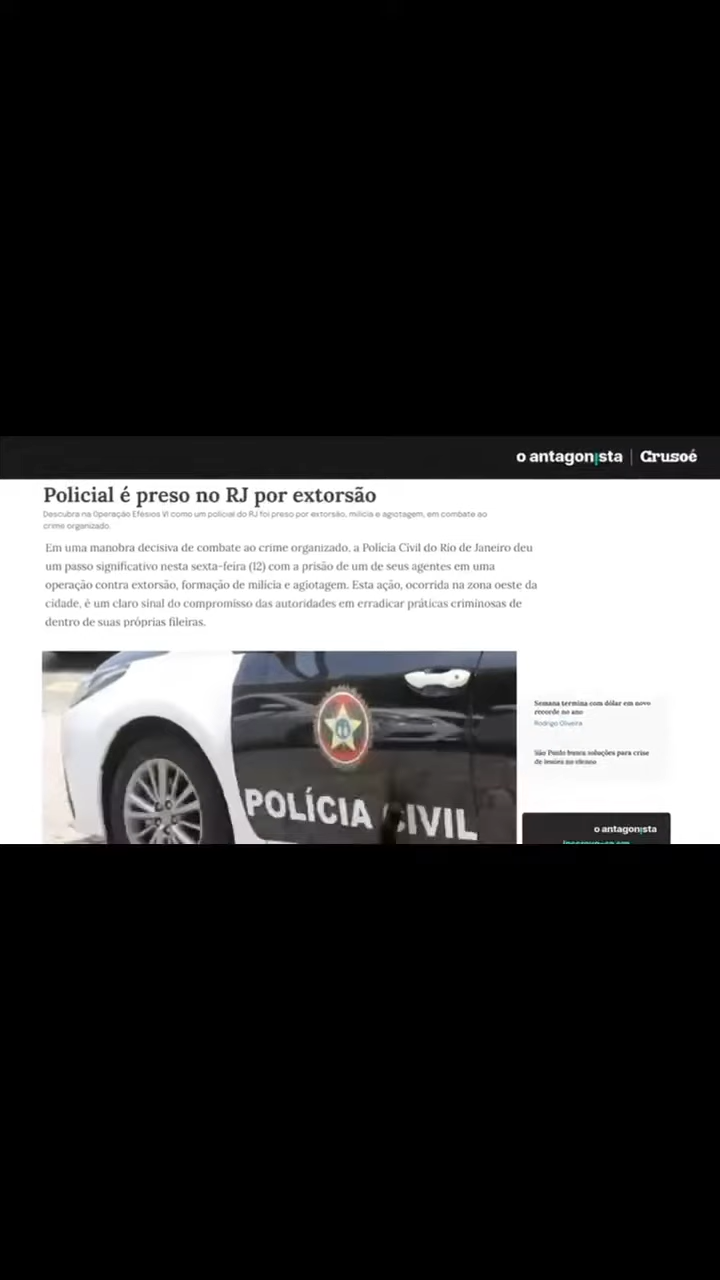 o antagonista | Crusoé
Policial é preso no RJ por extorsão
Descubra na Operação Efésios VI como um policial do RJ foi preso por extorsão, milícia e agiotagem, em combate ao
crime organizado.
Em uma manobra decisiva de combate ao crime organizado, a Polícia Civil do Rio de Janeiro deu
um passo significativo nesta sexta-feira (12) com a prisão de um de seus agentes em uma
operação contra extorsão, formação de milícia e agiotagem. Esta ação, ocorrida na zona oeste da
cidade, é um claro sinal do compromisso das autoridades em erradicar práticas criminosas de
dentro de suas próprias fileiras.
POLÍCIA CIVIL
Semana termina com dólar em novo
recorde no ano
Rodrigo Oliveira
São Paulo busca soluções para crise
de lesões no elenco
o antagonista